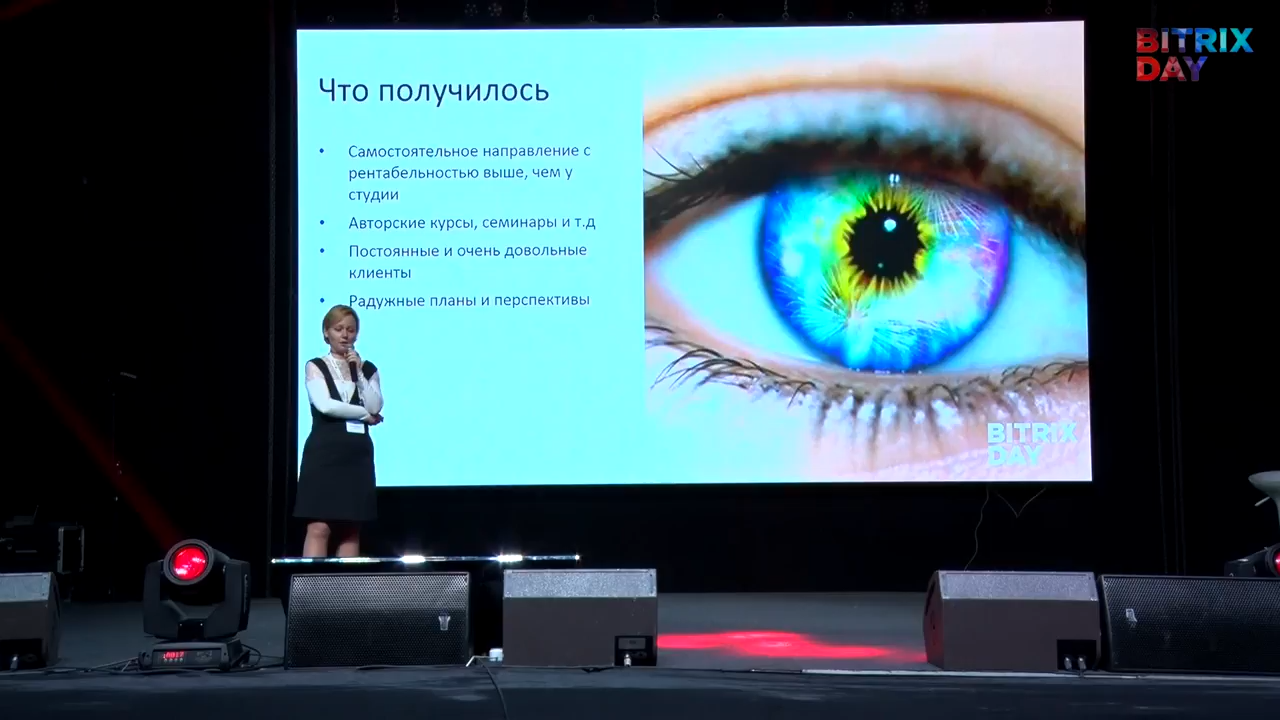 BITRIX
DAY
Что получилось
• Самостоятельное направление с
рентабельностью выше, чем у
студии
• Авторские курсы, семинары и т.д
• Постоянные и очень довольные
клиенты
• Радужные планы и перспективы
BITRIX
DAY